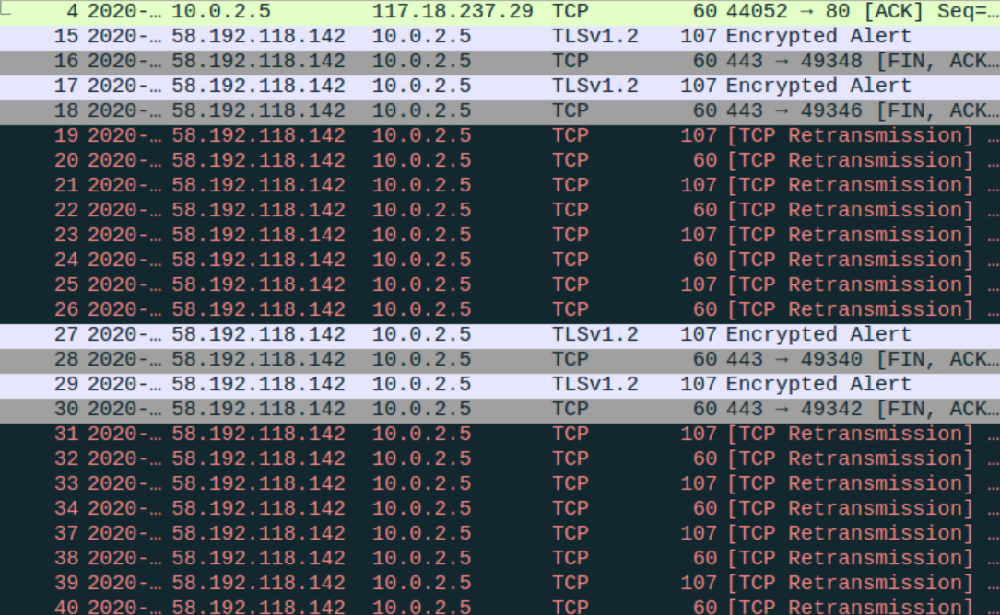 4 2020-… 10.0.2.5 117.18.237.29 TCP 60 44052 → 80 [ACK] Seq=…
15 2020-… 58.192.118.142 10.0.2.5 TLSv1.2 107 Encrypted Alert
16 2020-… 58.192.118.142 10.0.2.5 TCP 60 443 → 49348 [FIN, ACK…
17 2020-… 58.192.118.142 10.0.2.5 TLSv1.2 107 Encrypted Alert
18 2020-… 58.192.118.142 10.0.2.5 TCP 60 443 → 49346 [FIN, ACK…
19 2020-… 58.192.118.142 10.0.2.5 TCP 107 [TCP Retransmission] …
20 2020-… 58.192.118.142 10.0.2.5 TCP 60 [TCP Retransmission] …
21 2020-… 58.192.118.142 10.0.2.5 TCP 107 [TCP Retransmission] …
22 2020-… 58.192.118.142 10.0.2.5 TCP 60 [TCP Retransmission] …
23 2020-… 58.192.118.142 10.0.2.5 TCP 107 [TCP Retransmission] …
24 2020-… 58.192.118.142 10.0.2.5 TCP 60 [TCP Retransmission] …
25 2020-… 58.192.118.142 10.0.2.5 TCP 107 [TCP Retransmission] …
26 2020-… 58.192.118.142 10.0.2.5 TCP 60 [TCP Retransmission] …
27 2020-… 58.192.118.142 10.0.2.5 TLSv1.2 107 Encrypted Alert
28 2020-… 58.192.118.142 10.0.2.5 TCP 60 443 → 49340 [FIN, ACK…
29 2020-… 58.192.118.142 10.0.2.5 TLSv1.2 107 Encrypted Alert
30 2020-… 58.192.118.142 10.0.2.5 TCP 60 443 → 49342 [FIN, ACK…
31 2020-… 58.192.118.142 10.0.2.5 TCP 107 [TCP Retransmission] …
32 2020-… 58.192.118.142 10.0.2.5 TCP 60 [TCP Retransmission] …
33 2020-… 58.192.118.142 10.0.2.5 TCP 107 [TCP Retransmission] …
34 2020-… 58.192.118.142 10.0.2.5 TCP 60 [TCP Retransmission] …
37 2020-… 58.192.118.142 10.0.2.5 TCP 107 [TCP Retransmission] …
38 2020-… 58.192.118.142 10.0.2.5 TCP 60 [TCP Retransmission] …
39 2020-… 58.192.118.142 10.0.2.5 TCP 107 [TCP Retransmission] …
40 2020-… 58.192.118.142 10.0.2.5 TCP 60 [TCP Retransmission] …